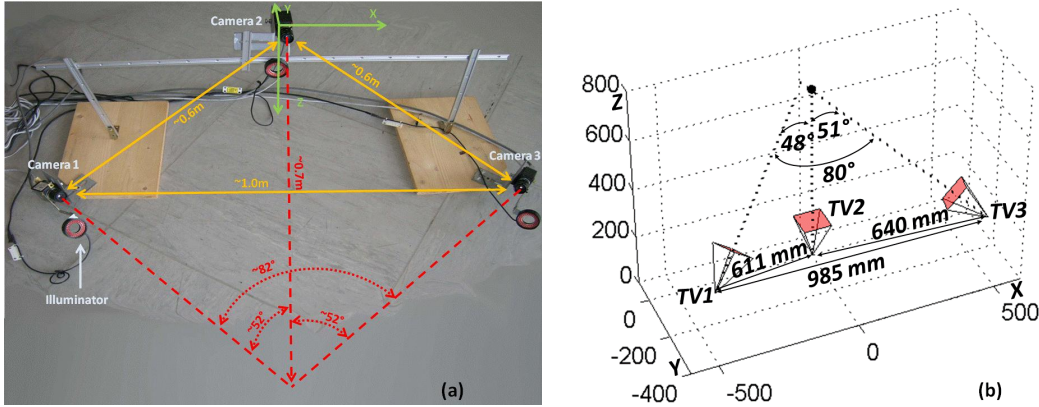 Camera 2
Y
X
Z
~0.6m
~0.6m
Camera 1
Camera 3
~0.7m
~1.0m
Illuminator
~82°
~52°
~52°
(a)
(b)
800
Z
600
400
200
0
48°
51°
80°
TV1
TV2
TV3
611 mm
640 mm
985 mm
0
-200
Y
-400
-500
0
500
X